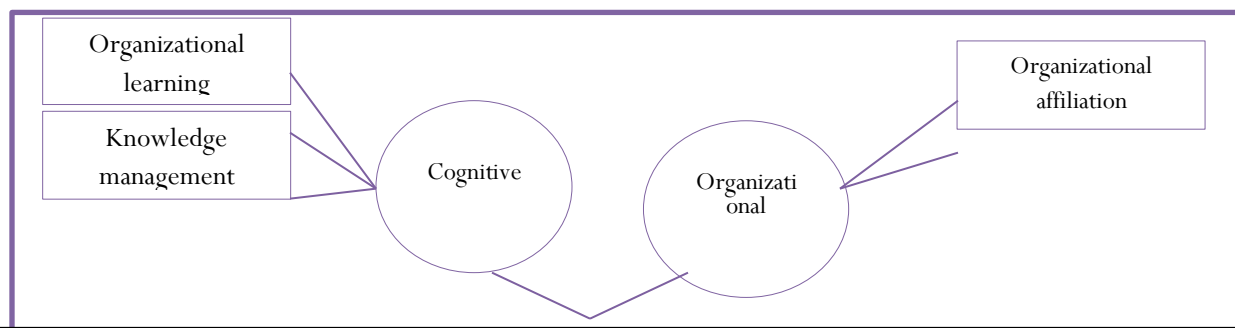 Organizational
learning
Knowledge
management
Cognitive
Organizati
onal
Organizational
affiliation